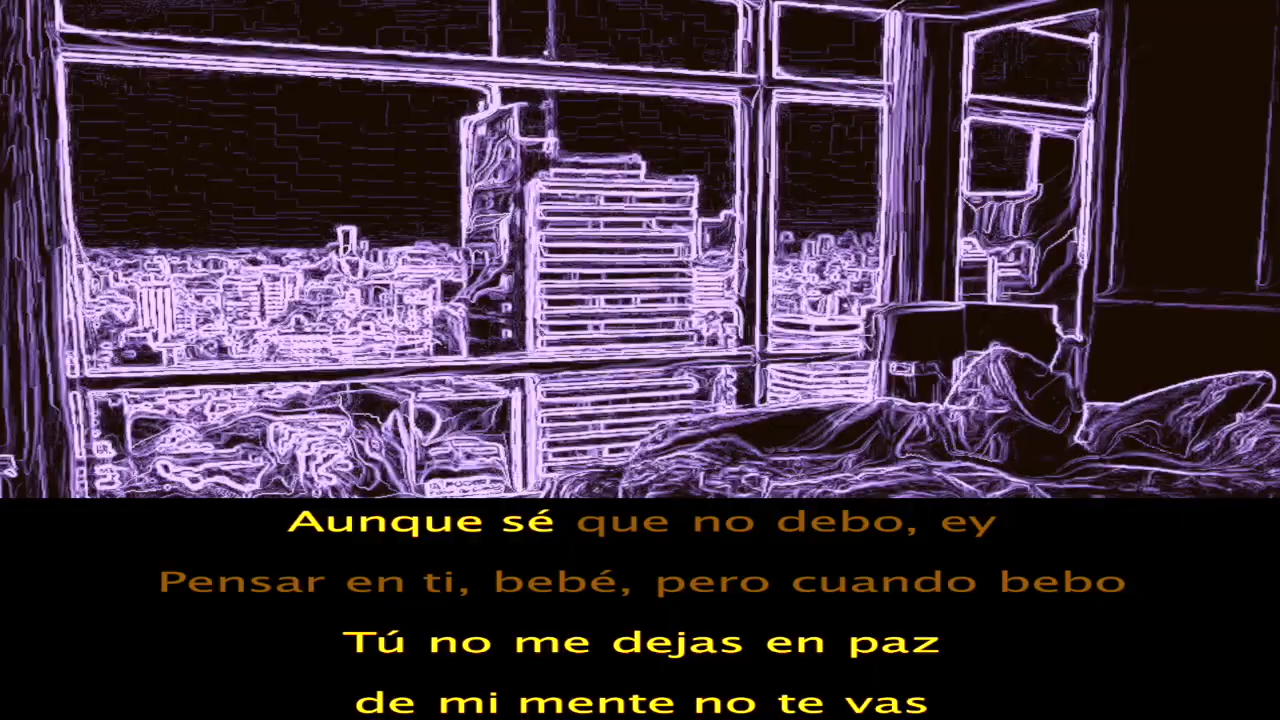 Aunque sé que no debo, ey
Pensar en ti, bebé, pero cuando bebo
Tú no me dejas en paz
de mi mente no te vas